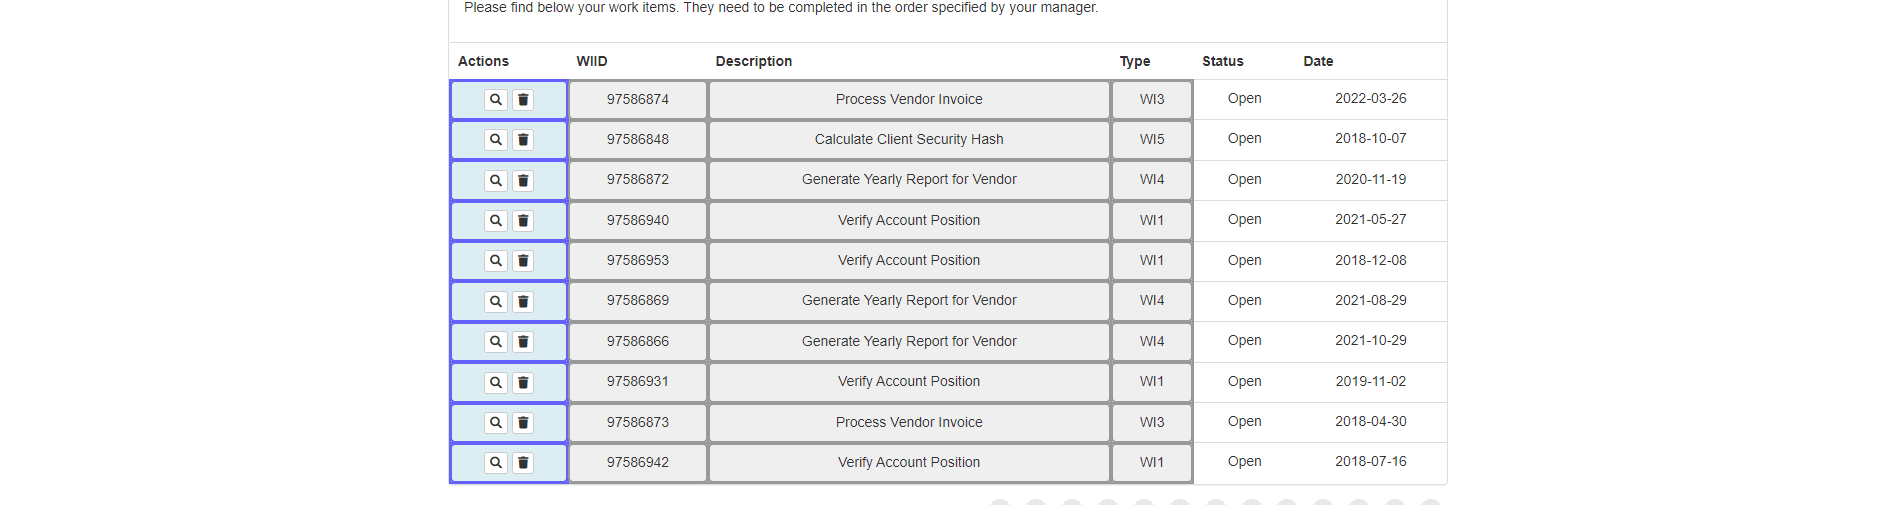 Please find below your work items. They need to be completed in the order specified by your manager.
Actions WIID Description Type Status Date
97586874 Process Vendor Invoice WI3 Open 2022-03-26
97586848 Calculate Client Security Hash WI5 Open 2018-10-07
97586872 Generate Yearly Report for Vendor WI4 Open 2020-11-19
97586940 Verify Account Position WI1 Open 2021-05-27
97586953 Verify Account Position WI1 Open 2018-12-08
97586869 Generate Yearly Report for Vendor WI4 Open 2021-08-29
97586866 Generate Yearly Report for Vendor WI4 Open 2021-10-29
97586931 Verify Account Position WI1 Open 2019-11-02
97586873 Process Vendor Invoice WI3 Open 2018-04-30
97586942 Verify Account Position WI1 Open 2018-07-16